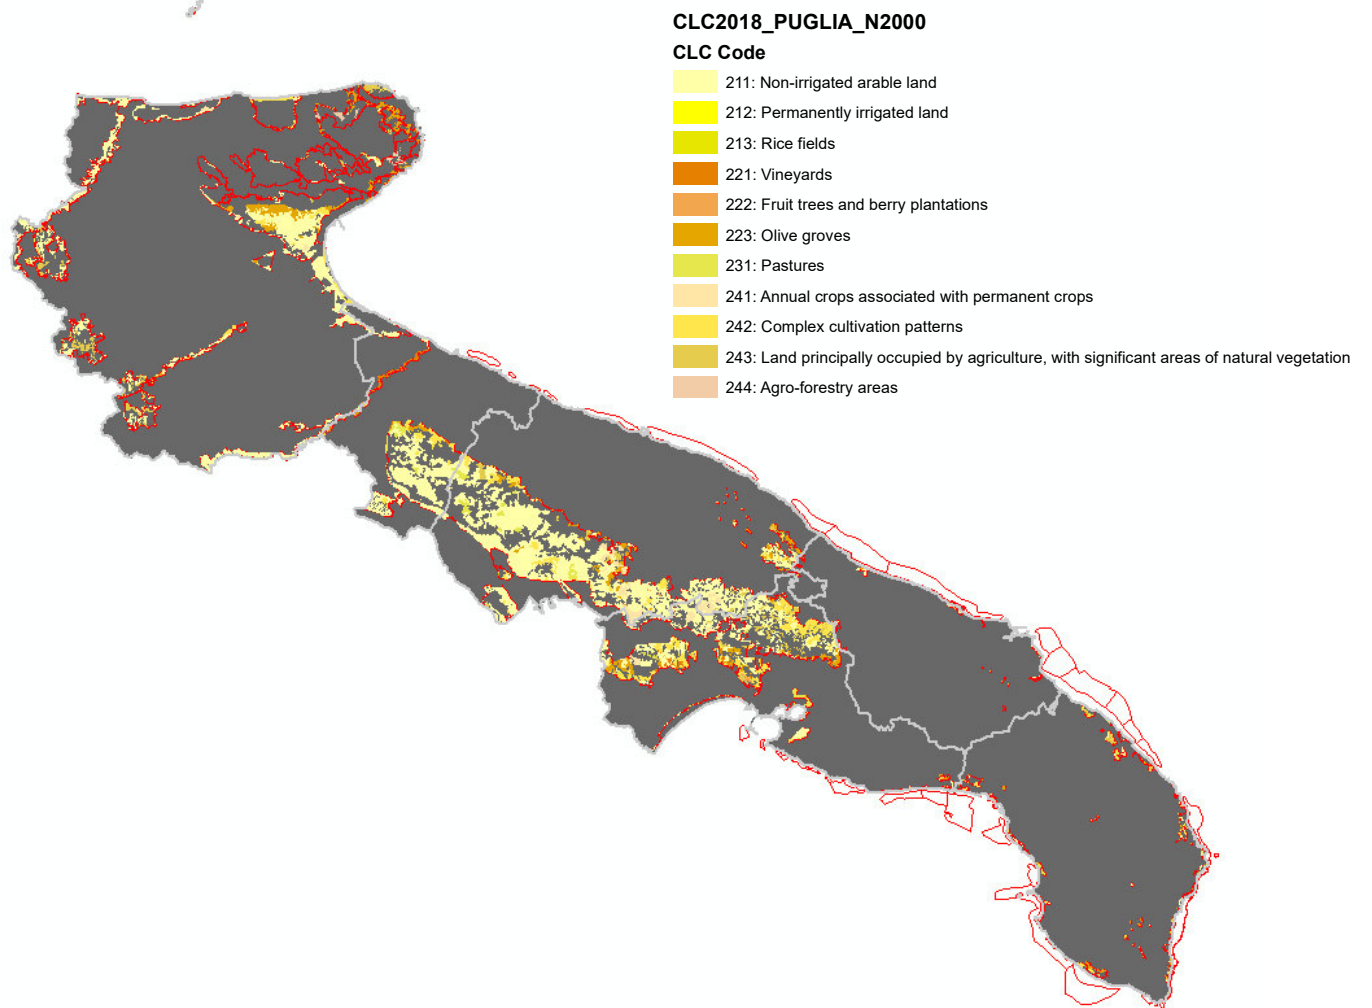 CLC2018_PUGLIA_N2000
CLC Code
211: Non-irrigated arable land
212: Permanently irrigated land
213: Rice fields
221: Vineyards
222: Fruit trees and berry plantations
223: Olive groves
231: Pastures
241: Annual crops associated with permanent crops
242: Complex cultivation patterns
243: Land principally occupied by agriculture, with significant areas of natural vegetation
244: Agro-forestry areas